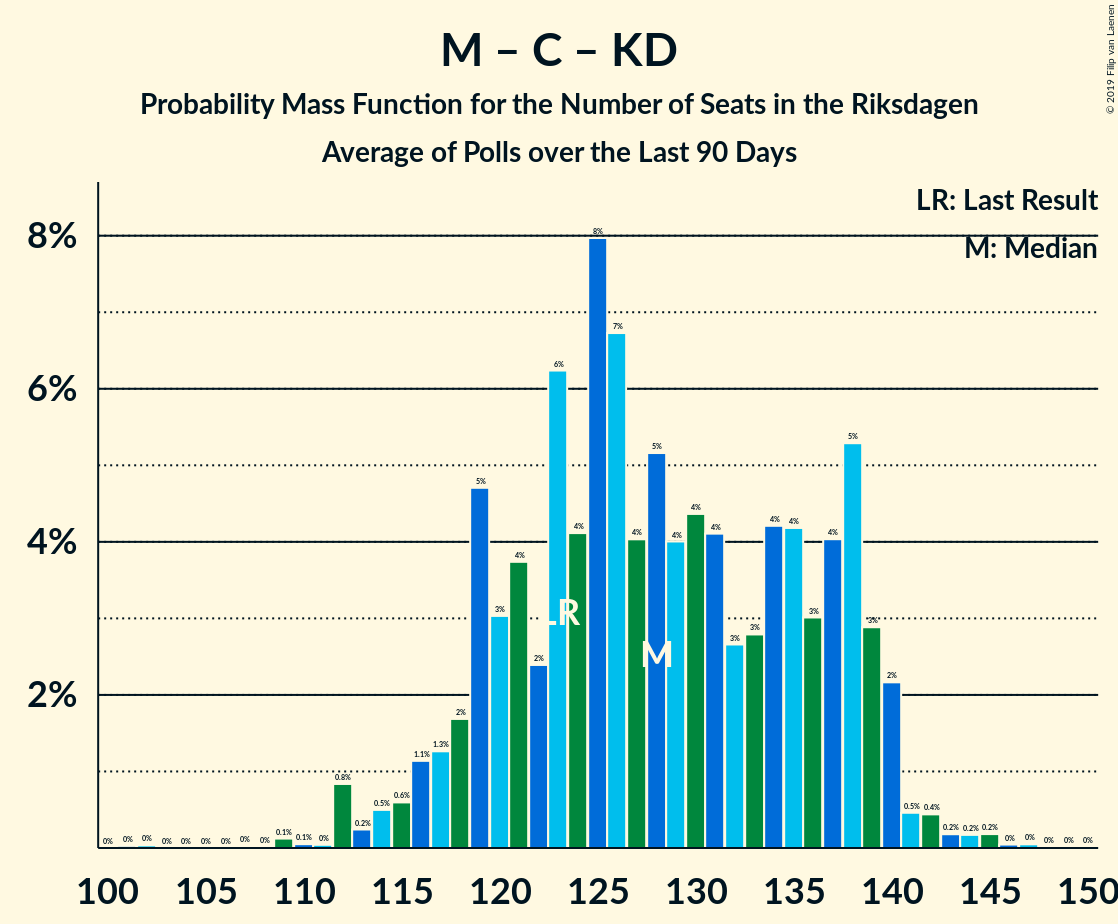 M – C – KD
Probability Mass Function for the Number of Seats in the Riksdagen
Average of Polls over the Last 90 Days
© 2019 Filip van Laenen
LR: Last Result
M: Median
8%
6%
4%
2%
0% 0% 0% 0% 0% 0% 0% 0% 0% 0.1% 0.1% 0% 0.8% 0.2% 0.5% 0.6% 1.1% 1.3% 2% 5% 3% 4% 2% 6% 4% 8% 7% 4% 5% 4% 4% 4% 3% 3% 4% 4% 3% 4% 5% 3% 2% 0.5% 0.4% 0.2% 0.2% 0.2% 0% 0% 0% 0% 0%
LR
M
100 105 110 115 120 125 130 135 140 145 150